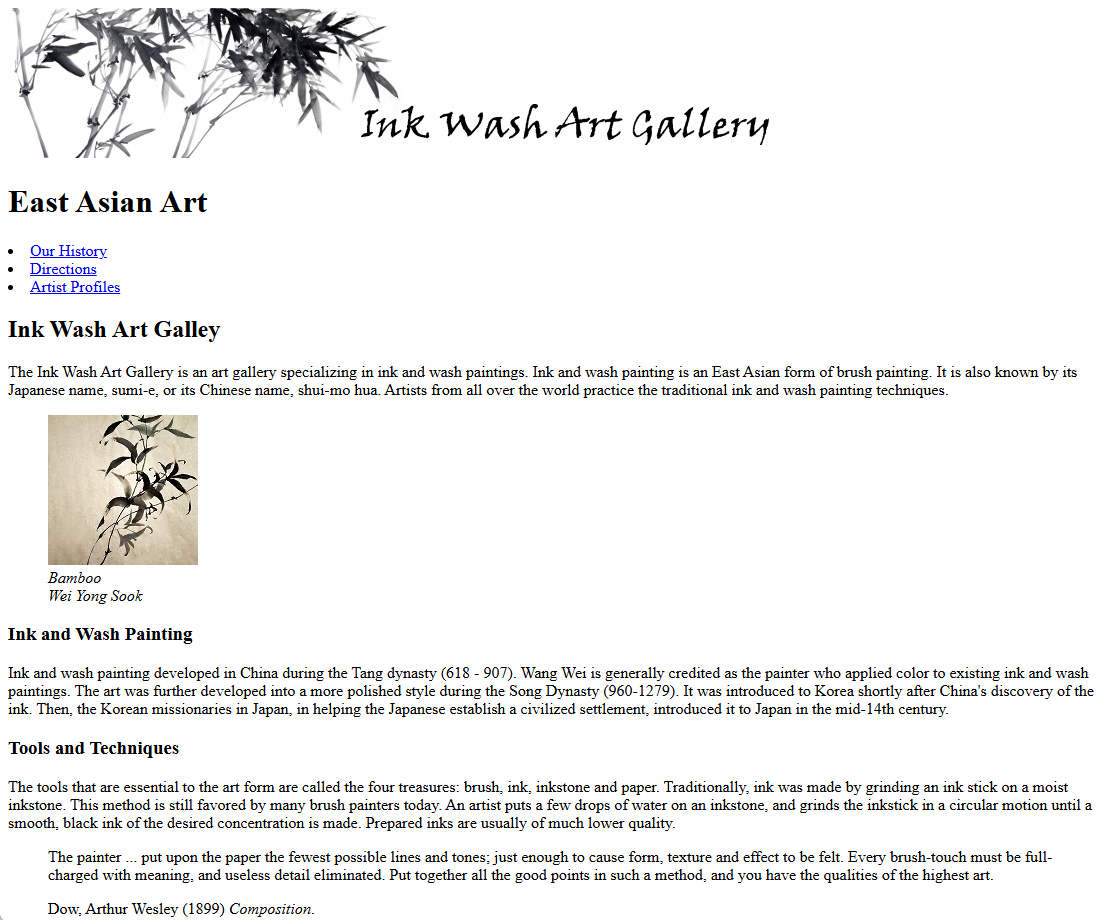 Ink Wash Art Gallery
East Asian Art
Our History
Directions
Artist Profiles
Ink Wash Art Galley
The Ink Wash Art Gallery is an art gallery specializing in ink and wash paintings. Ink and wash painting is an East Asian form of brush painting. It is also known by its
Japanese name, sumi-e, or its Chinese name, shui-mo hua. Artists from all over the world practice the traditional ink and wash painting techniques.
Bamboo
Wei Yong Sook
Ink and Wash Painting
Ink and wash painting developed in China during the Tang dynasty (618 - 907). Wang Wei is generally credited as the painter who applied color to existing ink and wash
paintings. The art was further developed into a more polished style during the Song Dynasty (960-1279). It was introduced to Korea shortly after China's discovery of the
ink. Then, the Korean missionaries in Japan, in helping the Japanese establish a civilized settlement, introduced it to Japan in the mid-14th century.
Tools and Techniques
The tools that are essential to the art form are called the four treasures: brush, ink, inkstone and paper. Traditionally, ink was made by grinding an ink stick on a moist
inkstone. This method is still favored by many brush painters today. An artist puts a few drops of water on an inkstone, and grinds the inkstick in a circular motion until a
smooth, black ink of the desired concentration is made. Prepared inks are usually of much lower quality.
The painter ... put upon the paper the fewest possible lines and tones; just enough to cause form, texture and effect to be felt. Every brush-touch must be full-
charged with meaning, and useless detail eliminated. Put together all the good points in such a method, and you have the qualities of the highest art.
Dow, Arthur Wesley (1899) Composition.